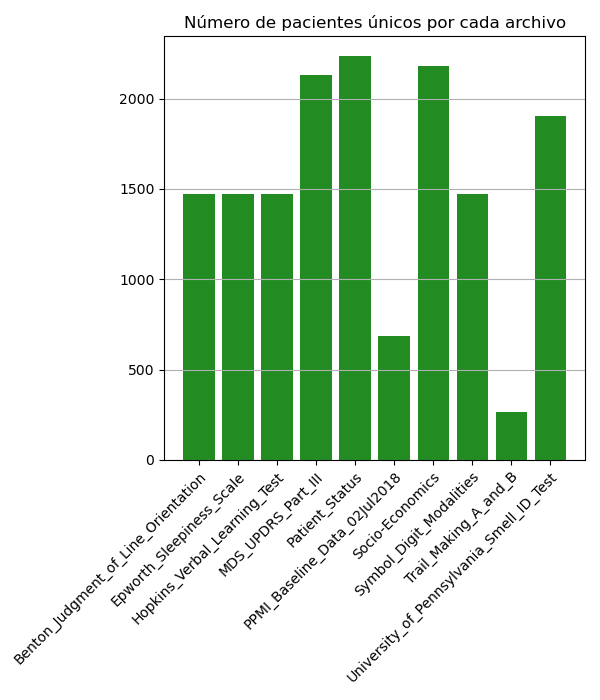 Número de pacientes únicos por cada archivo
2000
1500
1000
500
0
Benton_Judgment_of_Line_Orientation
Epworth_Sleepiness_Scale
Hopkins_Verbal_Learning_Test
MDS_UPDRS_Part_III
Patient_Status
PPMI_Baseline_Data_02Jul2018
Socio-Economics
Symbol_Digit_Modalities
Trail_Making_A_and_B
University_of_Pennsylvania_Smell_ID_Test